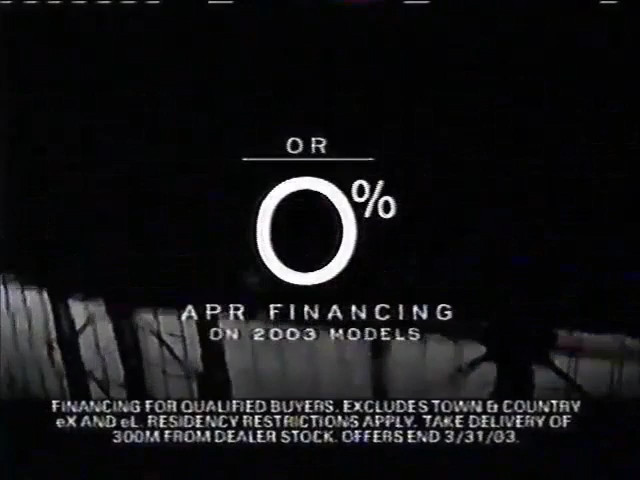 OR
0%
APR FINANCING
ON 2003 MODELS
FINANCING FOR QUALIFIED BUYERS. EXCLUDES TOWN & COUNTRY
eX AND eL. RESIDENCY RESTRICTIONS APPLY. TAKE DELIVERY OF
300M FROM DEALER STOCK. OFFERS END 3/31/03.